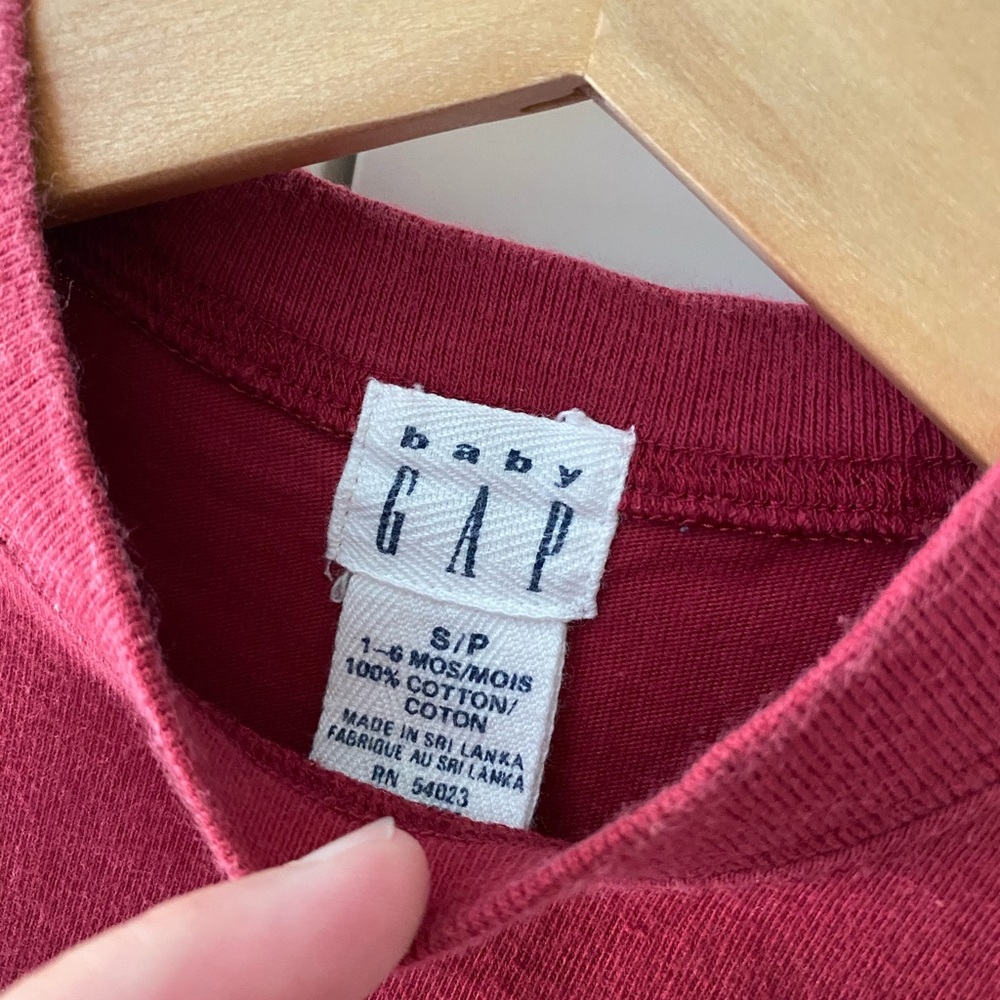 baby
GAP
S/P
1-6 MOS/MOIS
100% COTTON/
COTON
MADE IN SRI LANKA
FABRIQUE AU SRI LANKA
RN 54023